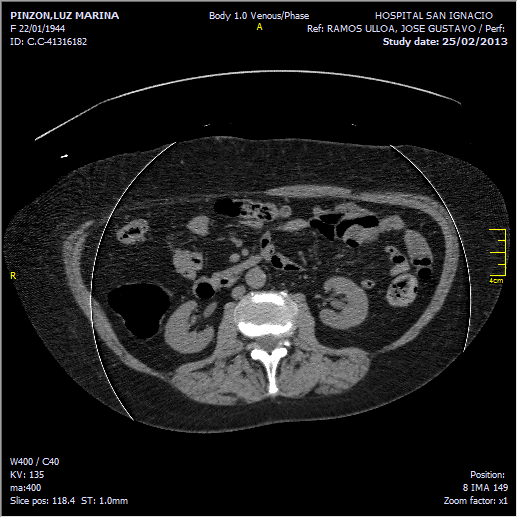 PINZON,LUZ MARINA
F 22/01/1944
ID: C.C-41316182
Body 1.0 Venous/Phase
A
HOSPITAL SAN IGNACIO
Ref: RAMOS ULLOA, JOSE GUSTAVO / Perf:
Study date: 25/02/2013
R
4cm
W400 / C40
KV: 135
ma:400
Slice pos: 118.4 ST: 1.0mm
Position:
8 IMA 149
Zoom factor: x1